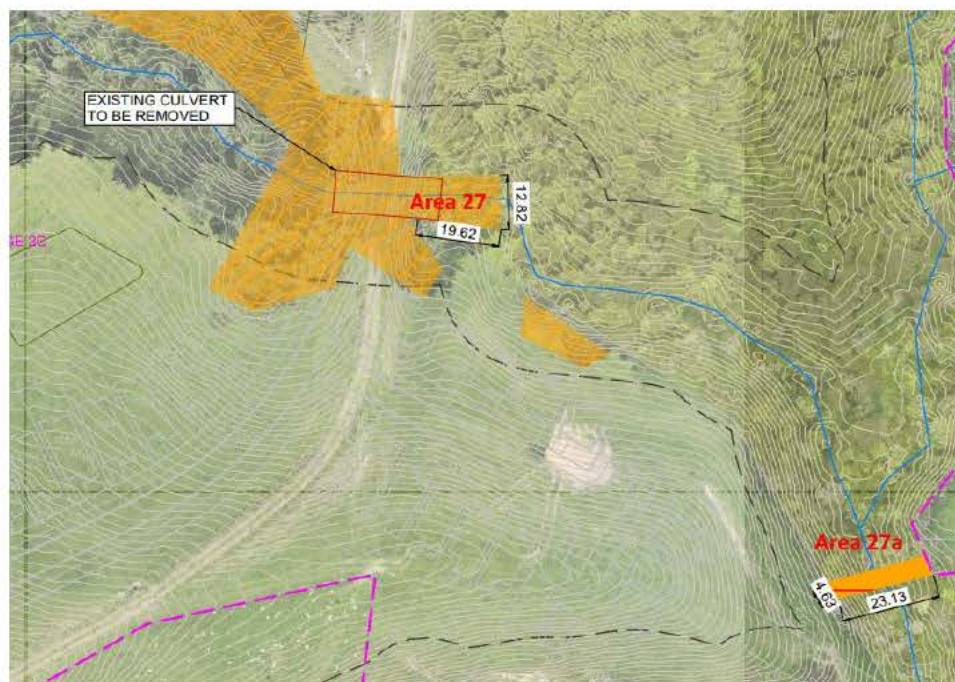 EXISTING CULVERT
TO BE REMOVED
Area 27
12.82
19.62
Area 27a
4.63
23.13